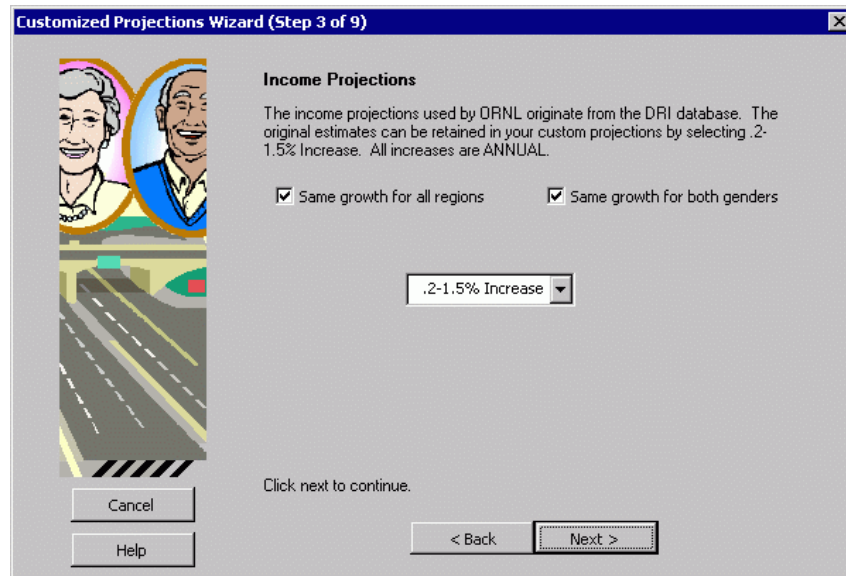 Customized Projections Wizard (Step 3 of 9)
Income Projections
The income projections used by ORNL originate from the DRI database. The
original estimates can be retained in your custom projections by selecting .2-
1.5% Increase. All increases are ANNUAL.
Same growth for all regions
Same growth for both genders
.2-1.5% Increase
Click next to continue.
Cancel
Help
< Back
Next >